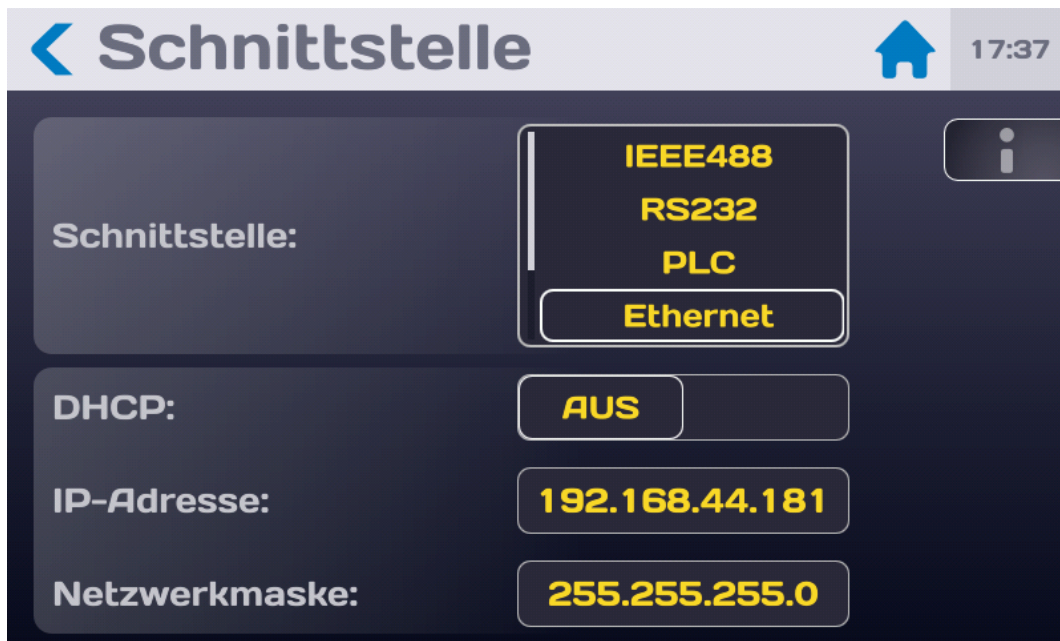 Schnittstelle
17:37
Schnittstelle:
IEEE488
RS232
PLC
Ethernet
DHCP:
AUS
IP-Adresse:
192.168.44.181
Netzwerkmaske:
255.255.255.0